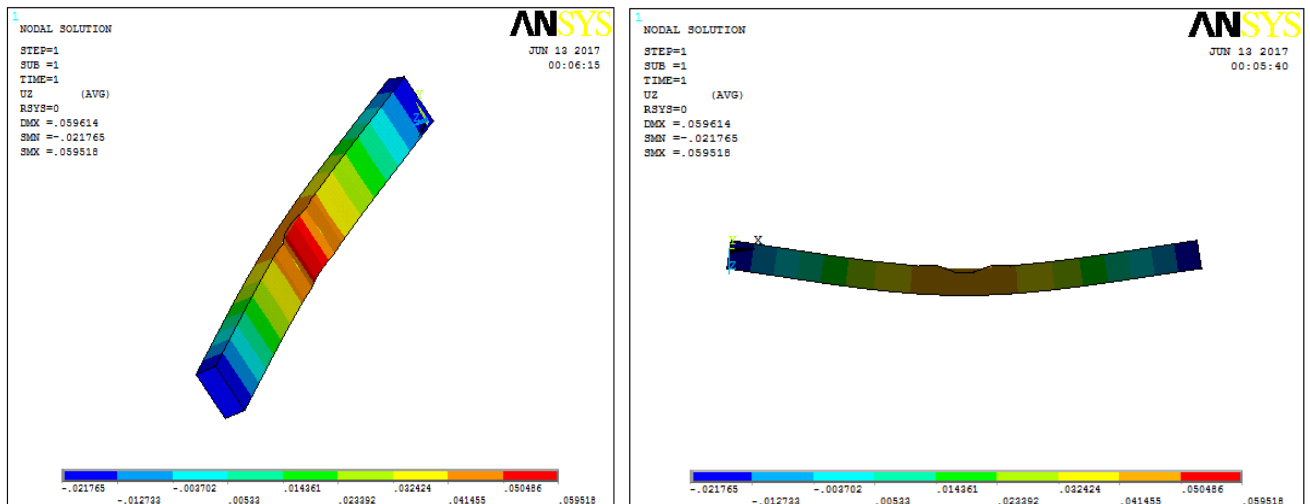 1
NODAL SOLUTION
STEP=1
SUB =1
TIME=1
UZ (AVG)
RSYS=0
DMX =.059614
SMN =-.021765
SMX =.059518
ANSYS
JUN 13 2017
00:06:15
-.021765 -.003702 .014361 .032424 .050486
-.012733 .00533 .023392 .041455 .059518
1
NODAL SOLUTION
STEP=1
SUB =1
TIME=1
UZ (AVG)
RSYS=0
DMX =.059614
SMN =-.021765
SMX =.059518
ANSYS
JUN 13 2017
00:05:40
Y X
Z
-.021765 -.003702 .014361 .032424 .050486
-.012733 .00533 .023392 .041455 .059518